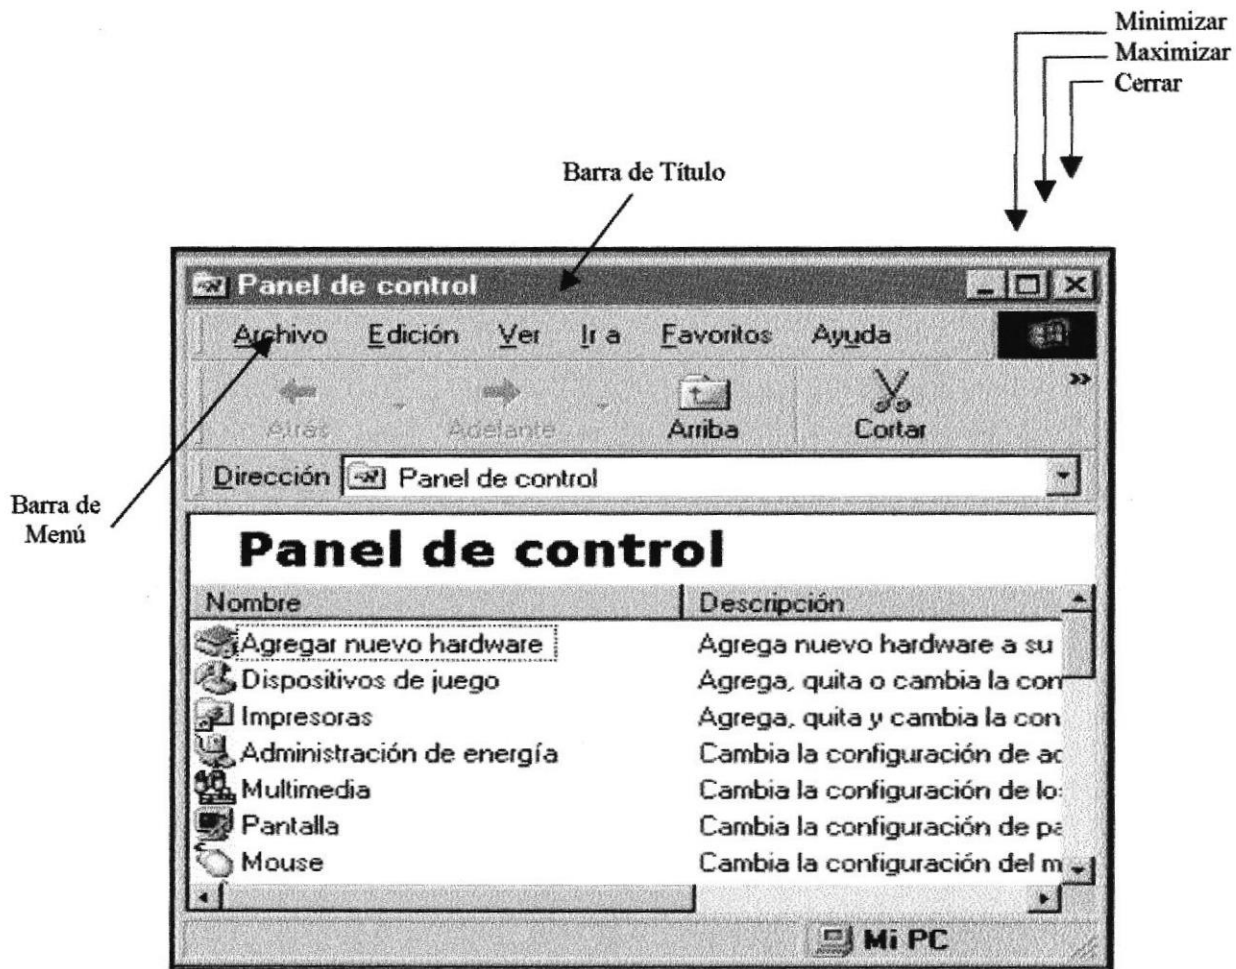 Minimizar
Maximizar
Cerrar
Barra de Título
Panel de control
Archivo Edición Ver Ir a Favoritos Ayuda
Atrás Adelante Arriba Cortar
»
Dirección Panel de control
Barra de
Menú
Panel de control
Nombre Descripción
Agregar nuevo hardware Agrega nuevo hardware a su
Dispositivos de juego Agrega, quita o cambia la con
Impresoras Agrega, quita y cambia la con
Administración de energía Cambia la configuración de ac
Multimedia Cambia la configuración de lo
Pantalla Cambia la configuración de pa
Mouse Cambia la configuración del m
Mi PC